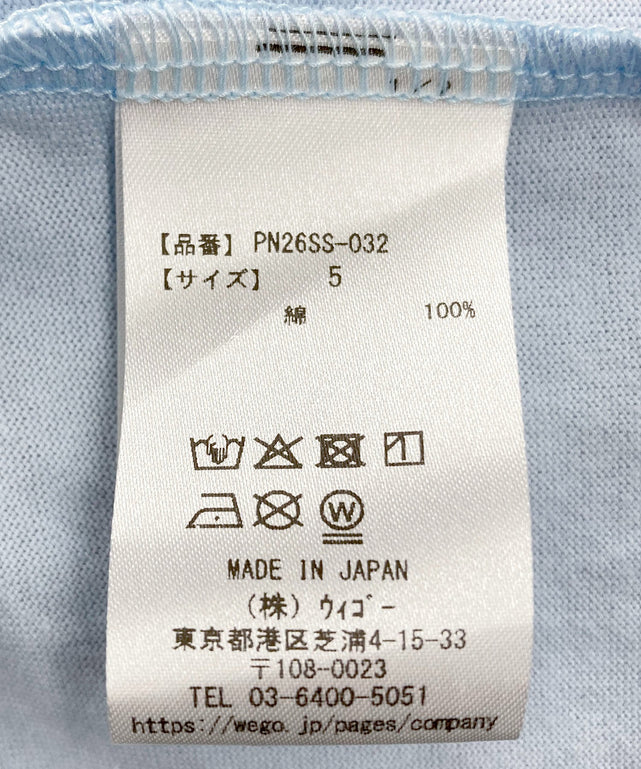 【品番】 PN26SS-032
【サイズ】 5
綿 100%
W
MADE IN JAPAN
(株) ウィゴー
東京都港区芝浦4-15-33
〒108-0023
TEL 03-6400-5051
https://wego.jp/pages/company